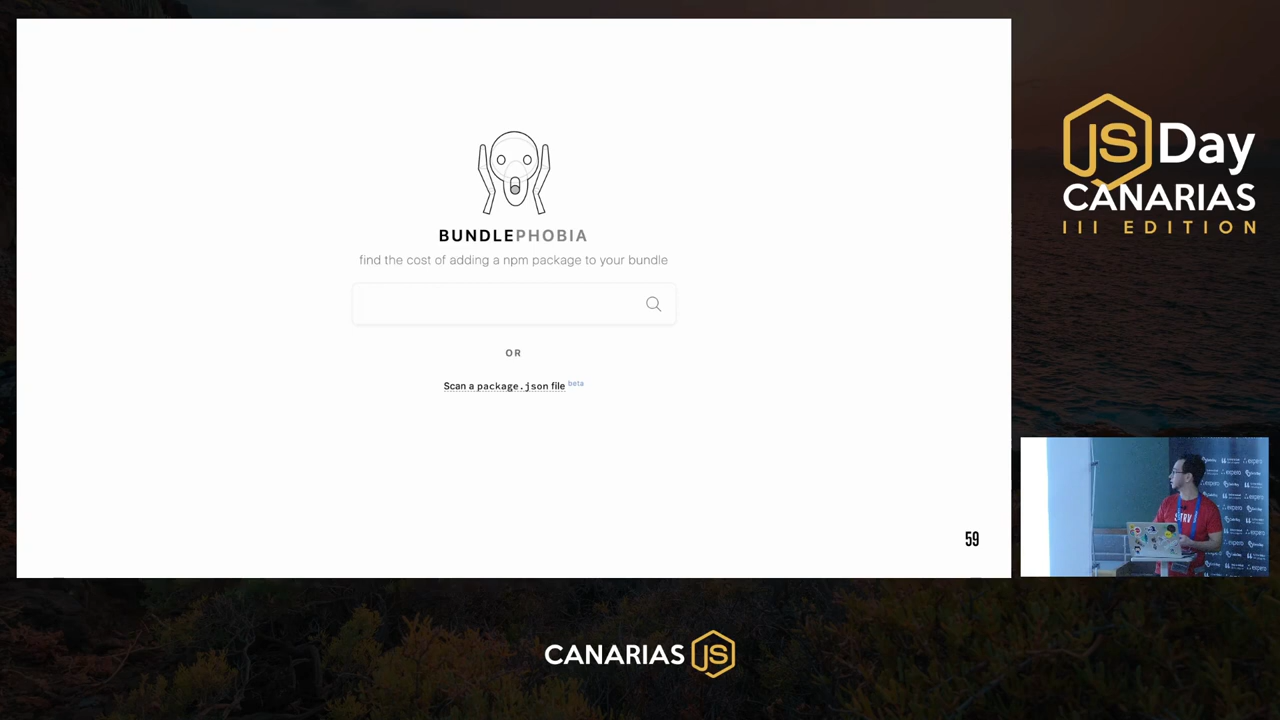 BUNDLEPHOBIA
find the cost of adding a npm package to your bundle
OR
Scan a package.json file beta
59
JS Day
CANARIAS
III EDITION
expero
CANARIAS JS